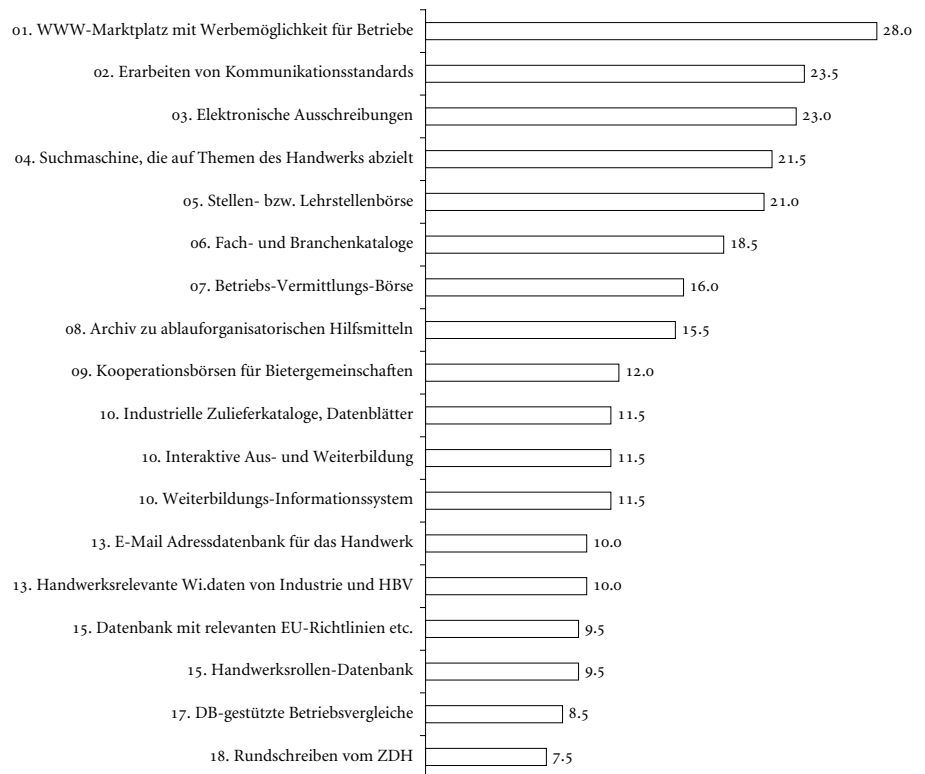 01. WWW-Marktplatz mit Werbemöglichkeit für Betriebe 28.0
02. Erarbeiten von Kommunikationsstandards 23.5
03. Elektronische Ausschreibungen 23.0
04. Suchmaschine, die auf Themen des Handwerks abzielt 21.5
05. Stellen- bzw. Lehrstellenbörse 21.0
06. Fach- und Branchenkataloge 18.5
07. Betriebs-Vermittlungs-Börse 16.0
08. Archiv zu ablauforganisatorischen Hilfsmitteln 15.5
09. Kooperationsbörsen für Bietergemeinschaften 12.0
10. Industrielle Zulieferkataloge, Datenblätter 11.5
10. Interaktive Aus- und Weiterbildung 11.5
10. Weiterbildungs-Informationssystem 11.5
13. E-Mail Adressdatenbank für das Handwerk 10.0
13. Handwerksrelevante Wi.daten von Industrie und HBV 10.0
15. Datenbank mit relevanten EU-Richtlinien etc. 9.5
15. Handwerksrollen-Datenbank 9.5
17. DB-gestützte Betriebsvergleiche 8.5
18. Rundschreiben vom ZDH 7.5